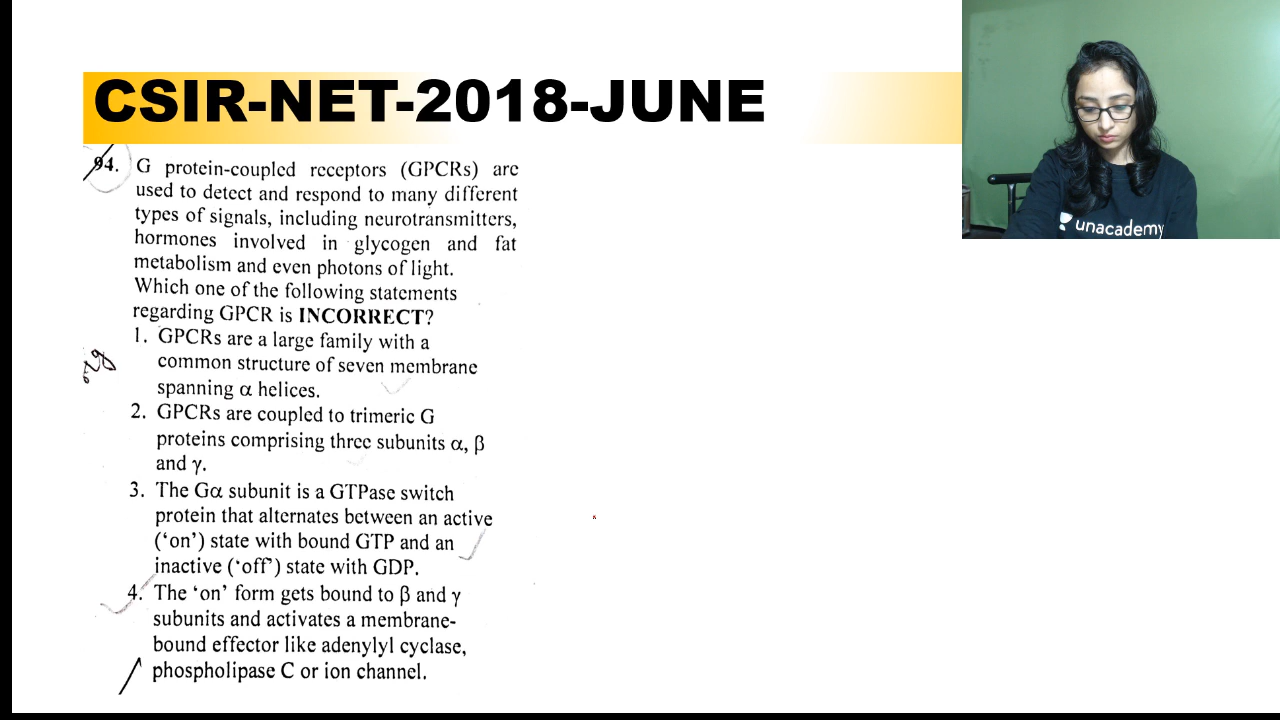 CSIR-NET-2018-JUNE
94. G protein-coupled receptors (GPCRs) are
used to detect and respond to many different
types of signals, including neurotransmitters,
hormones involved in glycogen and fat
metabolism and even photons of light.
Which one of the following statements
regarding GPCR is INCORRECT?
1. GPCRs are a large family with a
common structure of seven membrane
spanning α helices.
2. GPCRs are coupled to trimeric G
proteins comprising three subunits α, β
and γ.
3. The Gα subunit is a GTPase switch
protein that alternates between an active
(‘on’) state with bound GTP and an
inactive (‘off’) state with GDP.
4. The ‘on’ form gets bound to β and γ
subunits and activates a membrane-
bound effector like adenylyl cyclase,
phospholipase C or ion channel.
unacademy